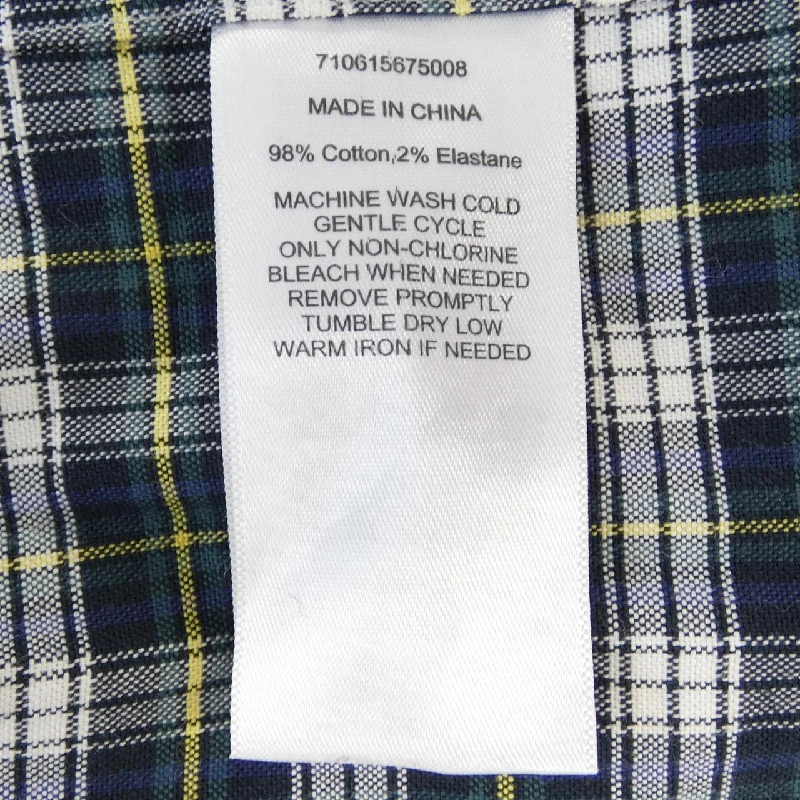 710615675008
MADE IN CHINA
98% Cotton,2% Elastane
MACHINE WASH COLD
GENTLE CYCLE
ONLY NON-CHLORINE
BLEACH WHEN NEEDED
REMOVE PROMPTLY
TUMBLE DRY LOW
WARM IRON IF NEEDED